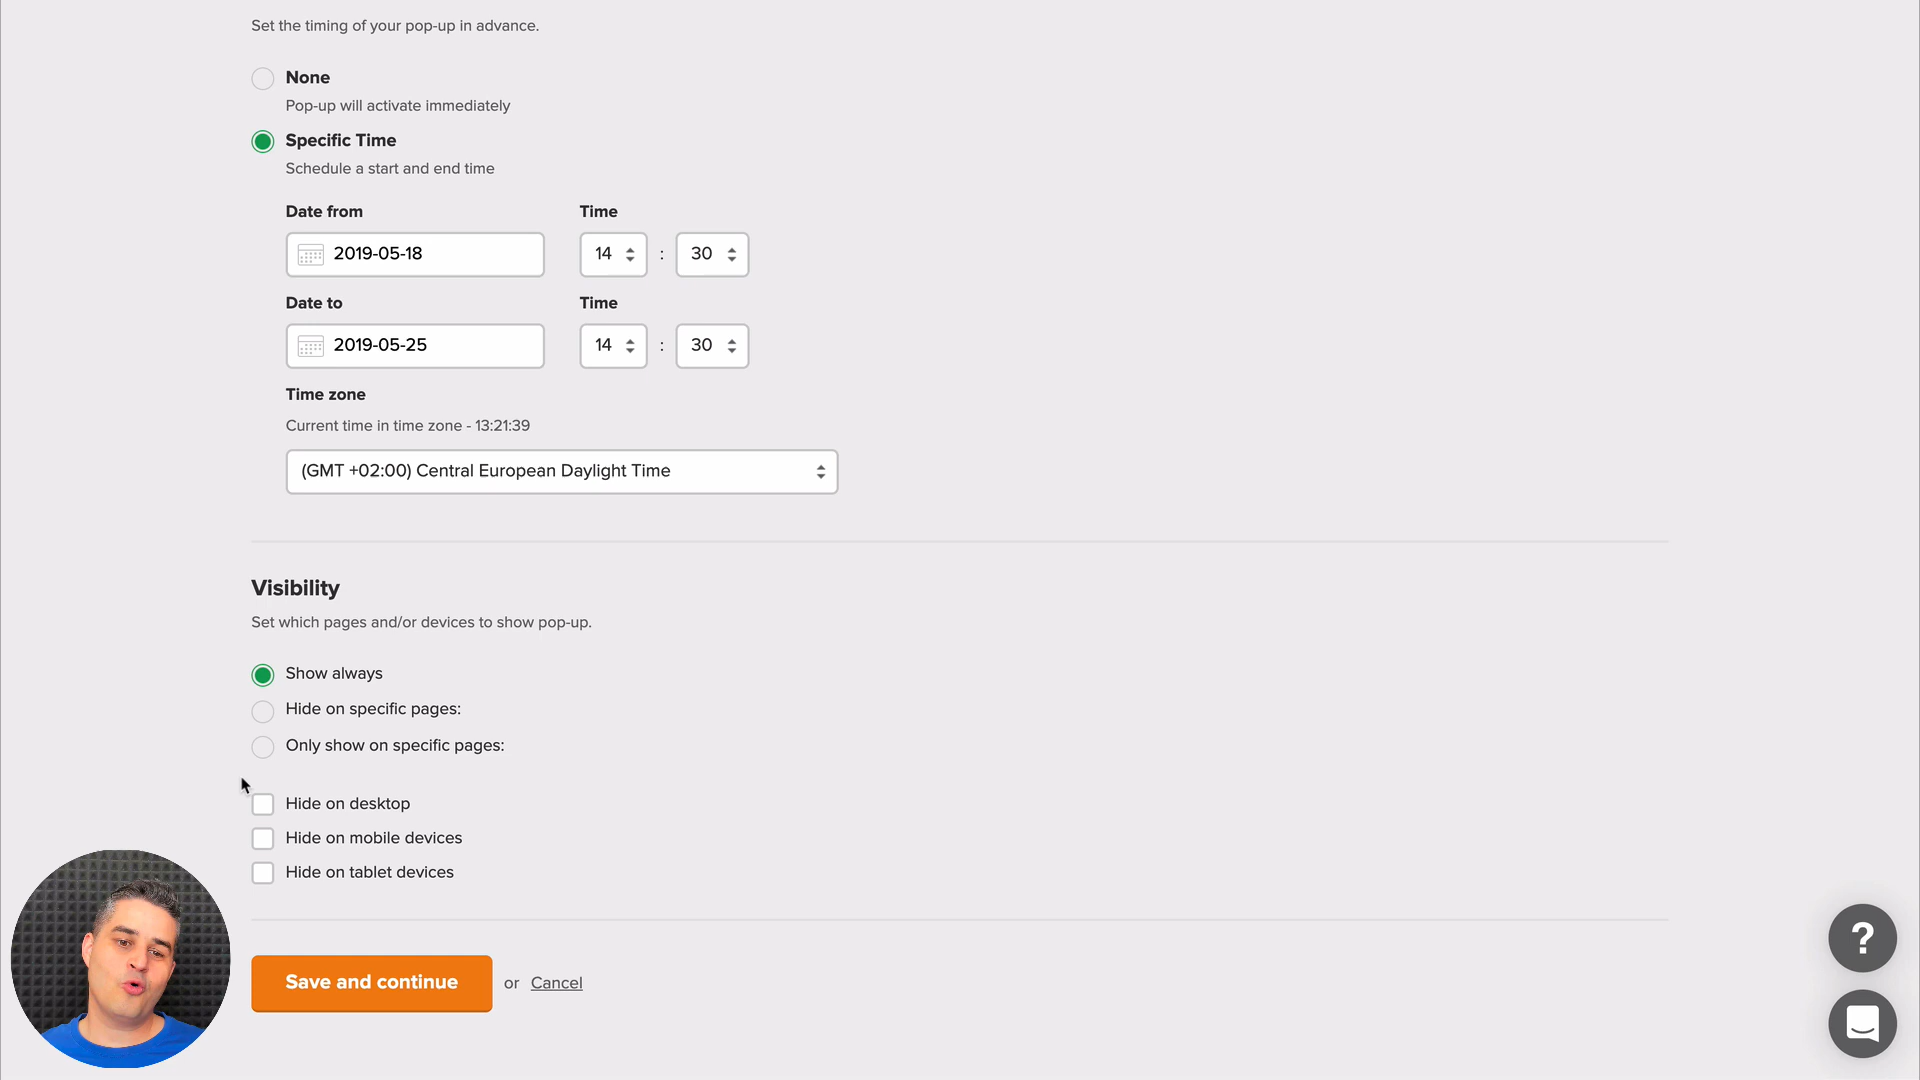 Set the timing of your pop-up in advance.
None
Pop-up will activate immediately
Specific Time
Schedule a start and end time
Date from Time
2019-05-18 14 : 30
Date to Time
2019-05-25 14 : 30
Time zone
Current time in time zone - 13:21:39
(GMT +02:00) Central European Daylight Time
Visibility
Set which pages and/or devices to show pop-up.
Show always
Hide on specific pages:
Only show on specific pages:
Hide on desktop
Hide on mobile devices
Hide on tablet devices
Save and continue or Cancel
?